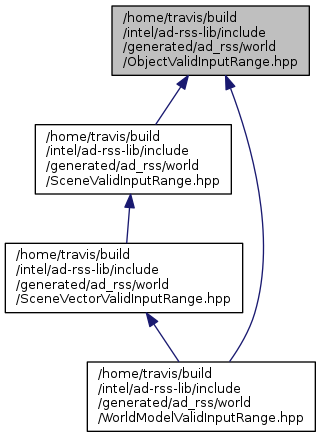 /home/travis/build
/intel/ad-rss-lib/include
/generated/ad_rss/world
/ObjectValidInputRange.hpp
/home/travis/build
/intel/ad-rss-lib/include
/generated/ad_rss/world
/SceneValidInputRange.hpp
/home/travis/build
/intel/ad-rss-lib/include
/generated/ad_rss/world
/SceneVectorValidInputRange.hpp
/home/travis/build
/intel/ad-rss-lib/include
/generated/ad_rss/world
/WorldModelValidInputRange.hpp